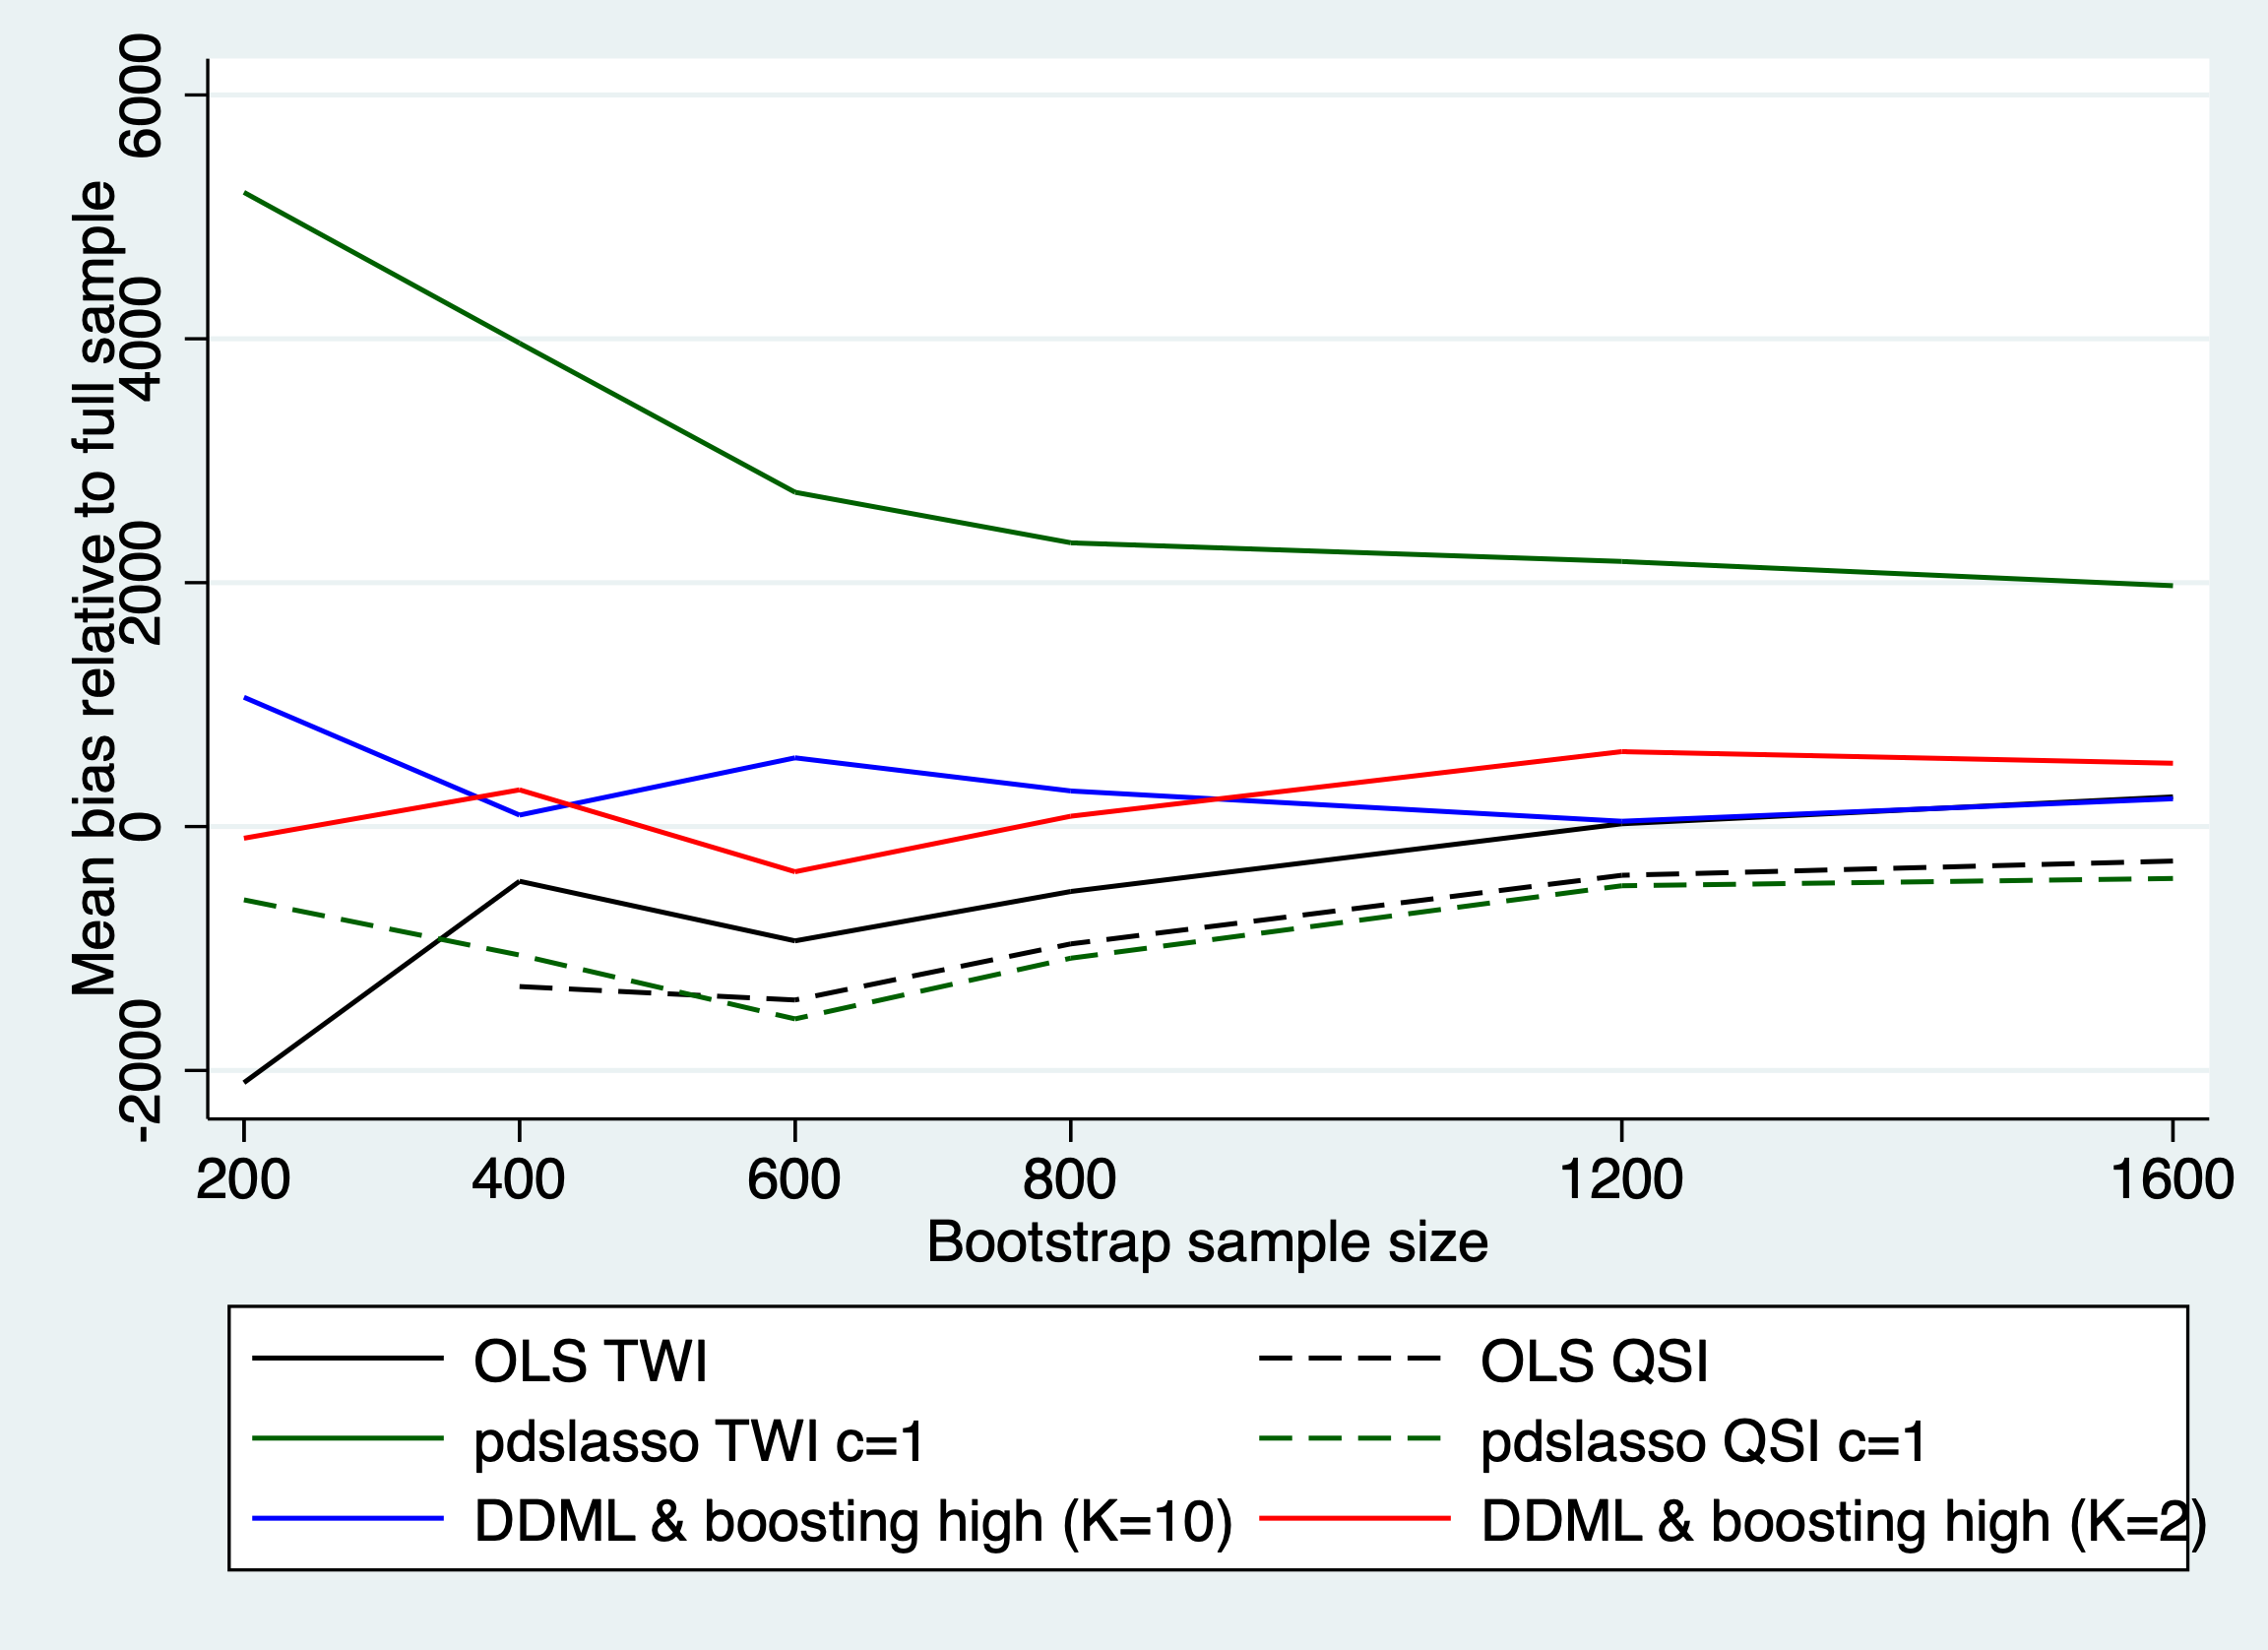 Mean bias relative to full sample
6000
4000
2000
0
-2000
200 400 600 800 1200 1600
Bootstrap sample size
OLS TWI OLS QSI
pdslasso TWI c=1 pdslasso QSI c=1
DDML & boosting high (K=10) DDML & boosting high (K=2)